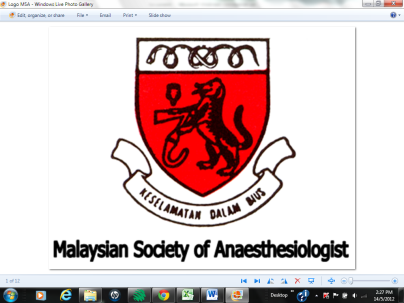 Logo MSA - Windows Live Photo Gallery
Edit, organize, or share File Email Print Slide show
KESELAMATAN DALAM BIUS
Malaysian Society of Anaesthesiologist
1 of 12
Desktop
2:27 PM
14/5/2012